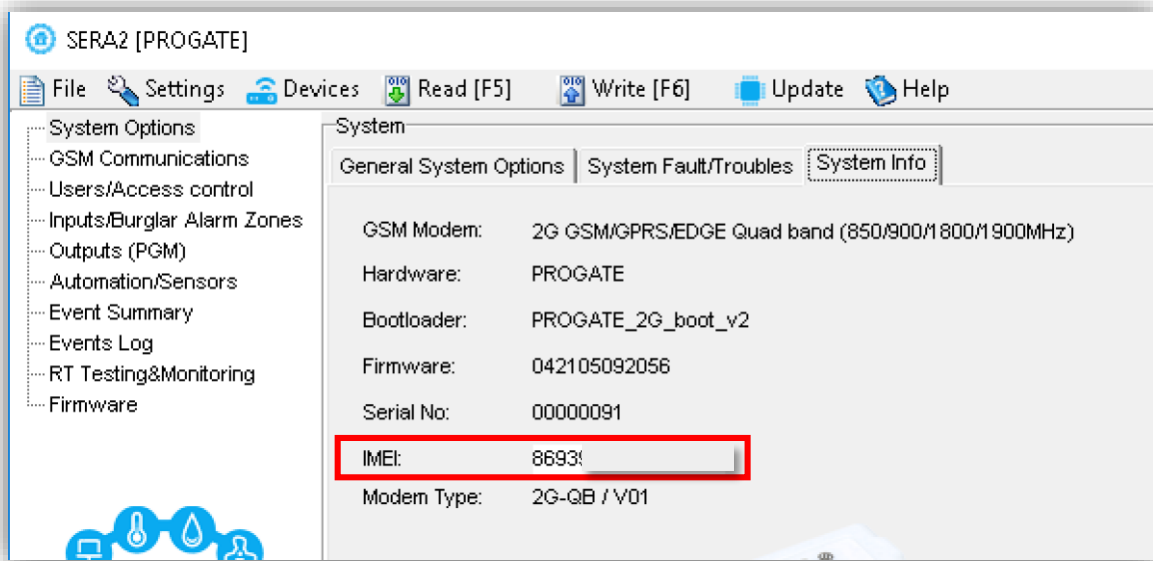 SERA2 [PROGATE]
File Settings Devices Read [F5] Write [F6] Update Help
System Options
GSM Communications
Users/Access control
Inputs/Burglar Alarm Zones
Outputs (PGM)
Automation/Sensors
Event Summary
Events Log
RT Testing&Monitoring
Firmware
System
General System Options System Fault/Troubles System Info
GSM Modem: 2G GSM/GPRS/EDGE Quad band (850/900/1800/1900MHz)
Hardware: PROGATE
Bootloader: PROGATE_2G_boot_v2
Firmware: 042105092056
Serial No: 00000091
IMEI: 8693
Modem Type: 2G-QB / V01